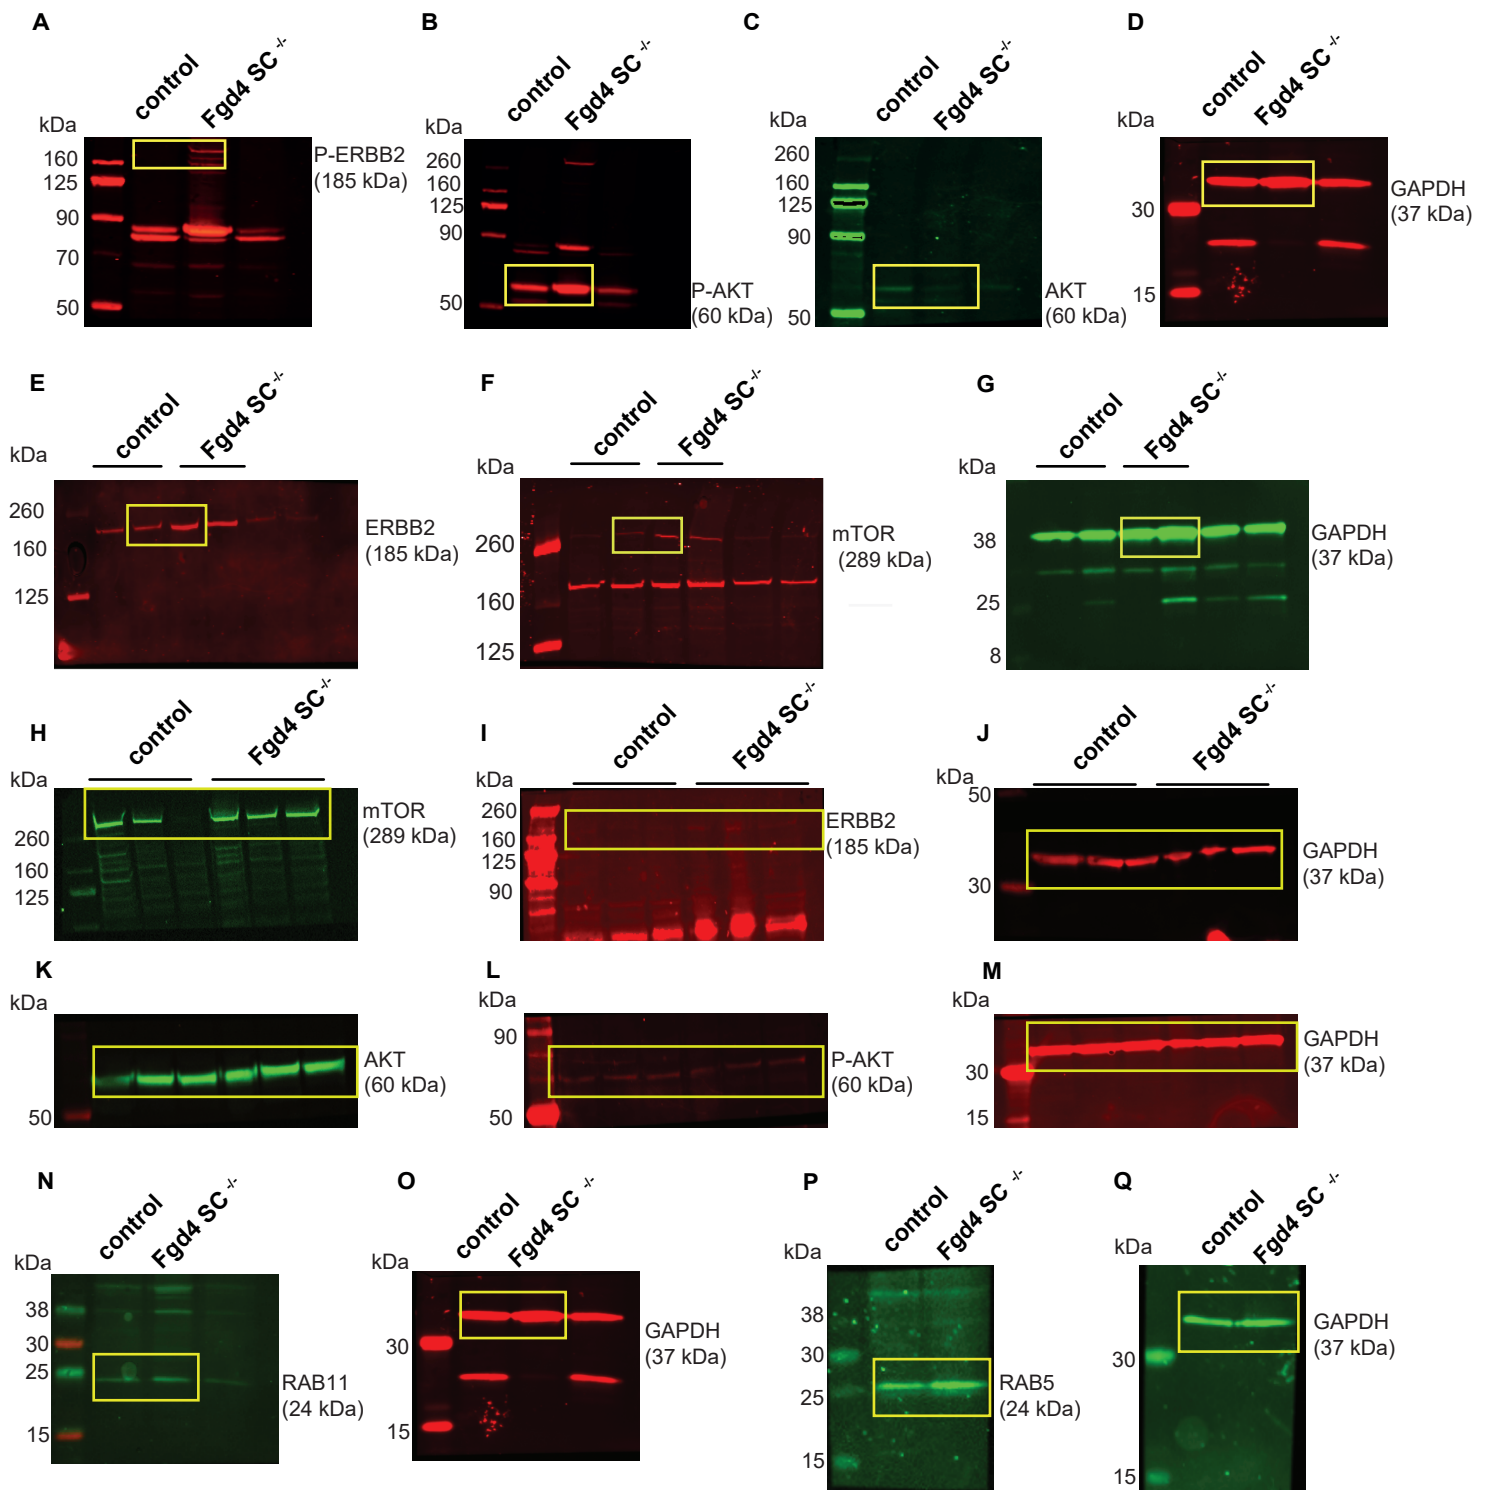 A
control
Fgd4 SC -/-
kDa
160
125
90
70
50
P-ERBB2
(185 kDa)
B
control
Fgd4 SC -/-
kDa
260
160
125
90
50
P-AKT
(60 kDa)
C
control
Fgd4 SC -/-
kDa
260
160
125
90
50
AKT
(60 kDa)
D
control
Fgd4 SC -/-
kDa
30
15
GAPDH
(37 kDa)
E
control
Fgd4 SC -/-
kDa
260
160
125
ERBB2
(185 kDa)
F
control
Fgd4 SC -/-
kDa
260
160
125
mTOR
(289 kDa)
G
control
Fgd4 SC -/-
kDa
38
25
8
GAPDH
(37 kDa)
H
control
Fgd4 SC -/-
kDa
260
160
125
mTOR
(289 kDa)
I
control
Fgd4 SC -/-
kDa
260
160
125
90
ERBB2
(185 kDa)
J
control
Fgd4 SC -/-
kDa
50
30
GAPDH
(37 kDa)
K
kDa
50
AKT
(60 kDa)
L
kDa
90
50
P-AKT
(60 kDa)
M
kDa
30
15
GAPDH
(37 kDa)
N
control
Fgd4 SC -/-
kDa
38
30
25
15
RAB11
(24 kDa)
O
control
Fgd4 SC -/-
kDa
30
15
GAPDH
(37 kDa)
P
control
Fgd4 SC -/-
kDa
38
30
25
15
RAB5
(24 kDa)
Q
control
Fgd4 SC -/-
kDa
30
15
GAPDH
(37 kDa)